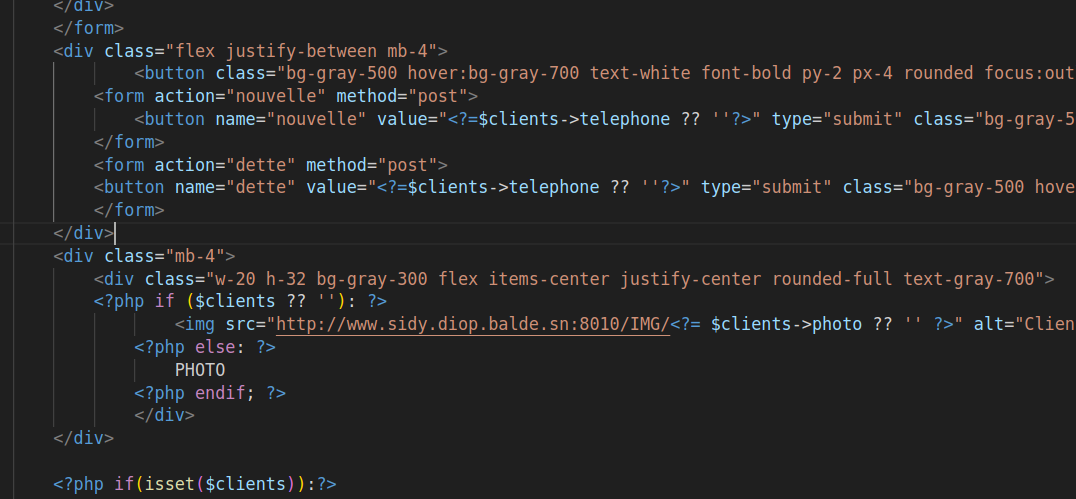 </div>
</form>
<div class="flex justify-between mb-4">
<button class="bg-gray-500 hover:bg-gray-700 text-white font-bold py-2 px-4 rounded focus:out
<form action="nouvelle" method="post">
<button name="nouvelle" value="<?=$clients->telephone ?? ''?>" type="submit" class="bg-gray-5
</form>
<form action="dette" method="post">
<button name="dette" value="<?=$clients->telephone ?? ''?>" type="submit" class="bg-gray-500 hove
</form>
</div>
<div class="mb-4">
<div class="w-20 h-32 bg-gray-300 flex items-center justify-center rounded-full text-gray-700">
<?php if ($clients ?? ''): ?>
<img src="http://www.sidy.diop.balde.sn:8010/IMG/<?= $clients->photo ?? '' ?>" alt="Clien
<?php else: ?>
PHOTO
<?php endif; ?>
</div>
</div>
<?php if(isset($clients)):?>